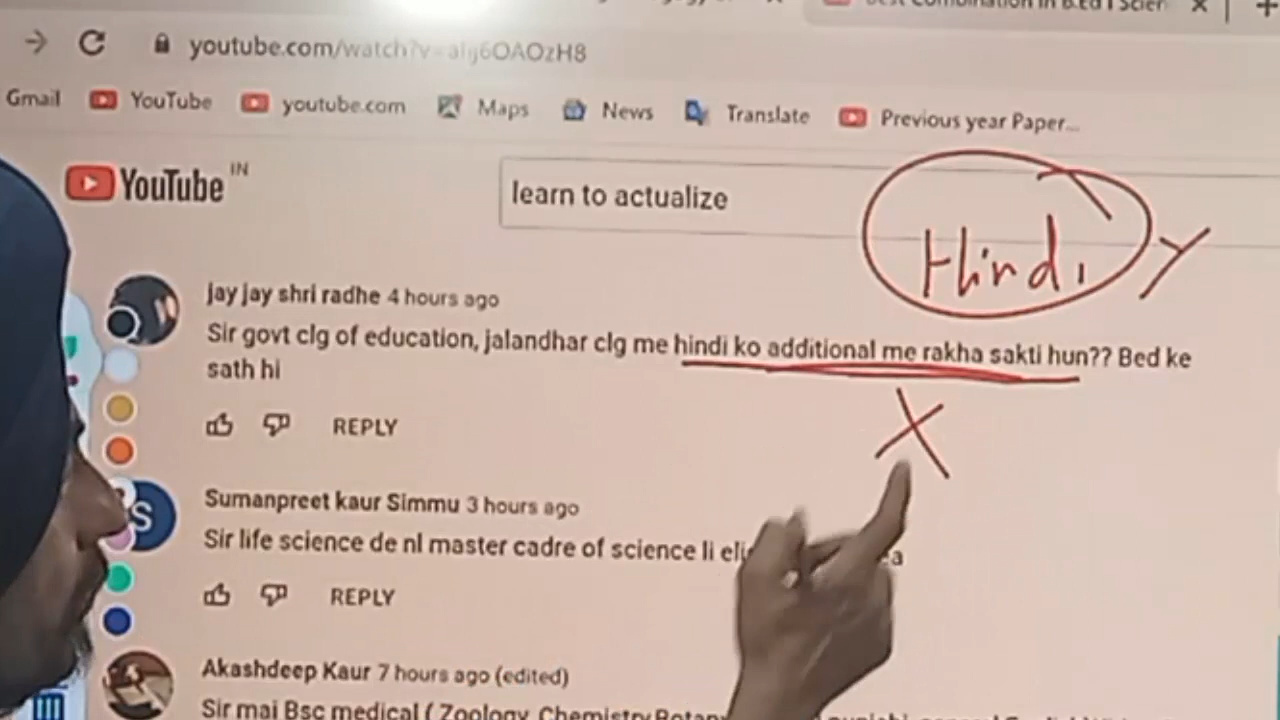 youtube.com/watch?v=alj6OAOzH8
Gmail YouTube youtube.com Maps News Translate Previous year Paper...
YouTube IN
learn to actualize
Hindi
jay jay shri radhe 4 hours ago
Sir govt clg of education, jalandhar clg me hindi ko additional me rakha sakti hun?? Bed ke
sath hi
X
REPLY
S
Sumanpreet kaur Simmu 3 hours ago
Sir life science de nl master cadre of science li
REPLY
Akashdeep Kaur 7 hours ago (edited)
Sir mai Bsc medical ( Zoology, Chemistry